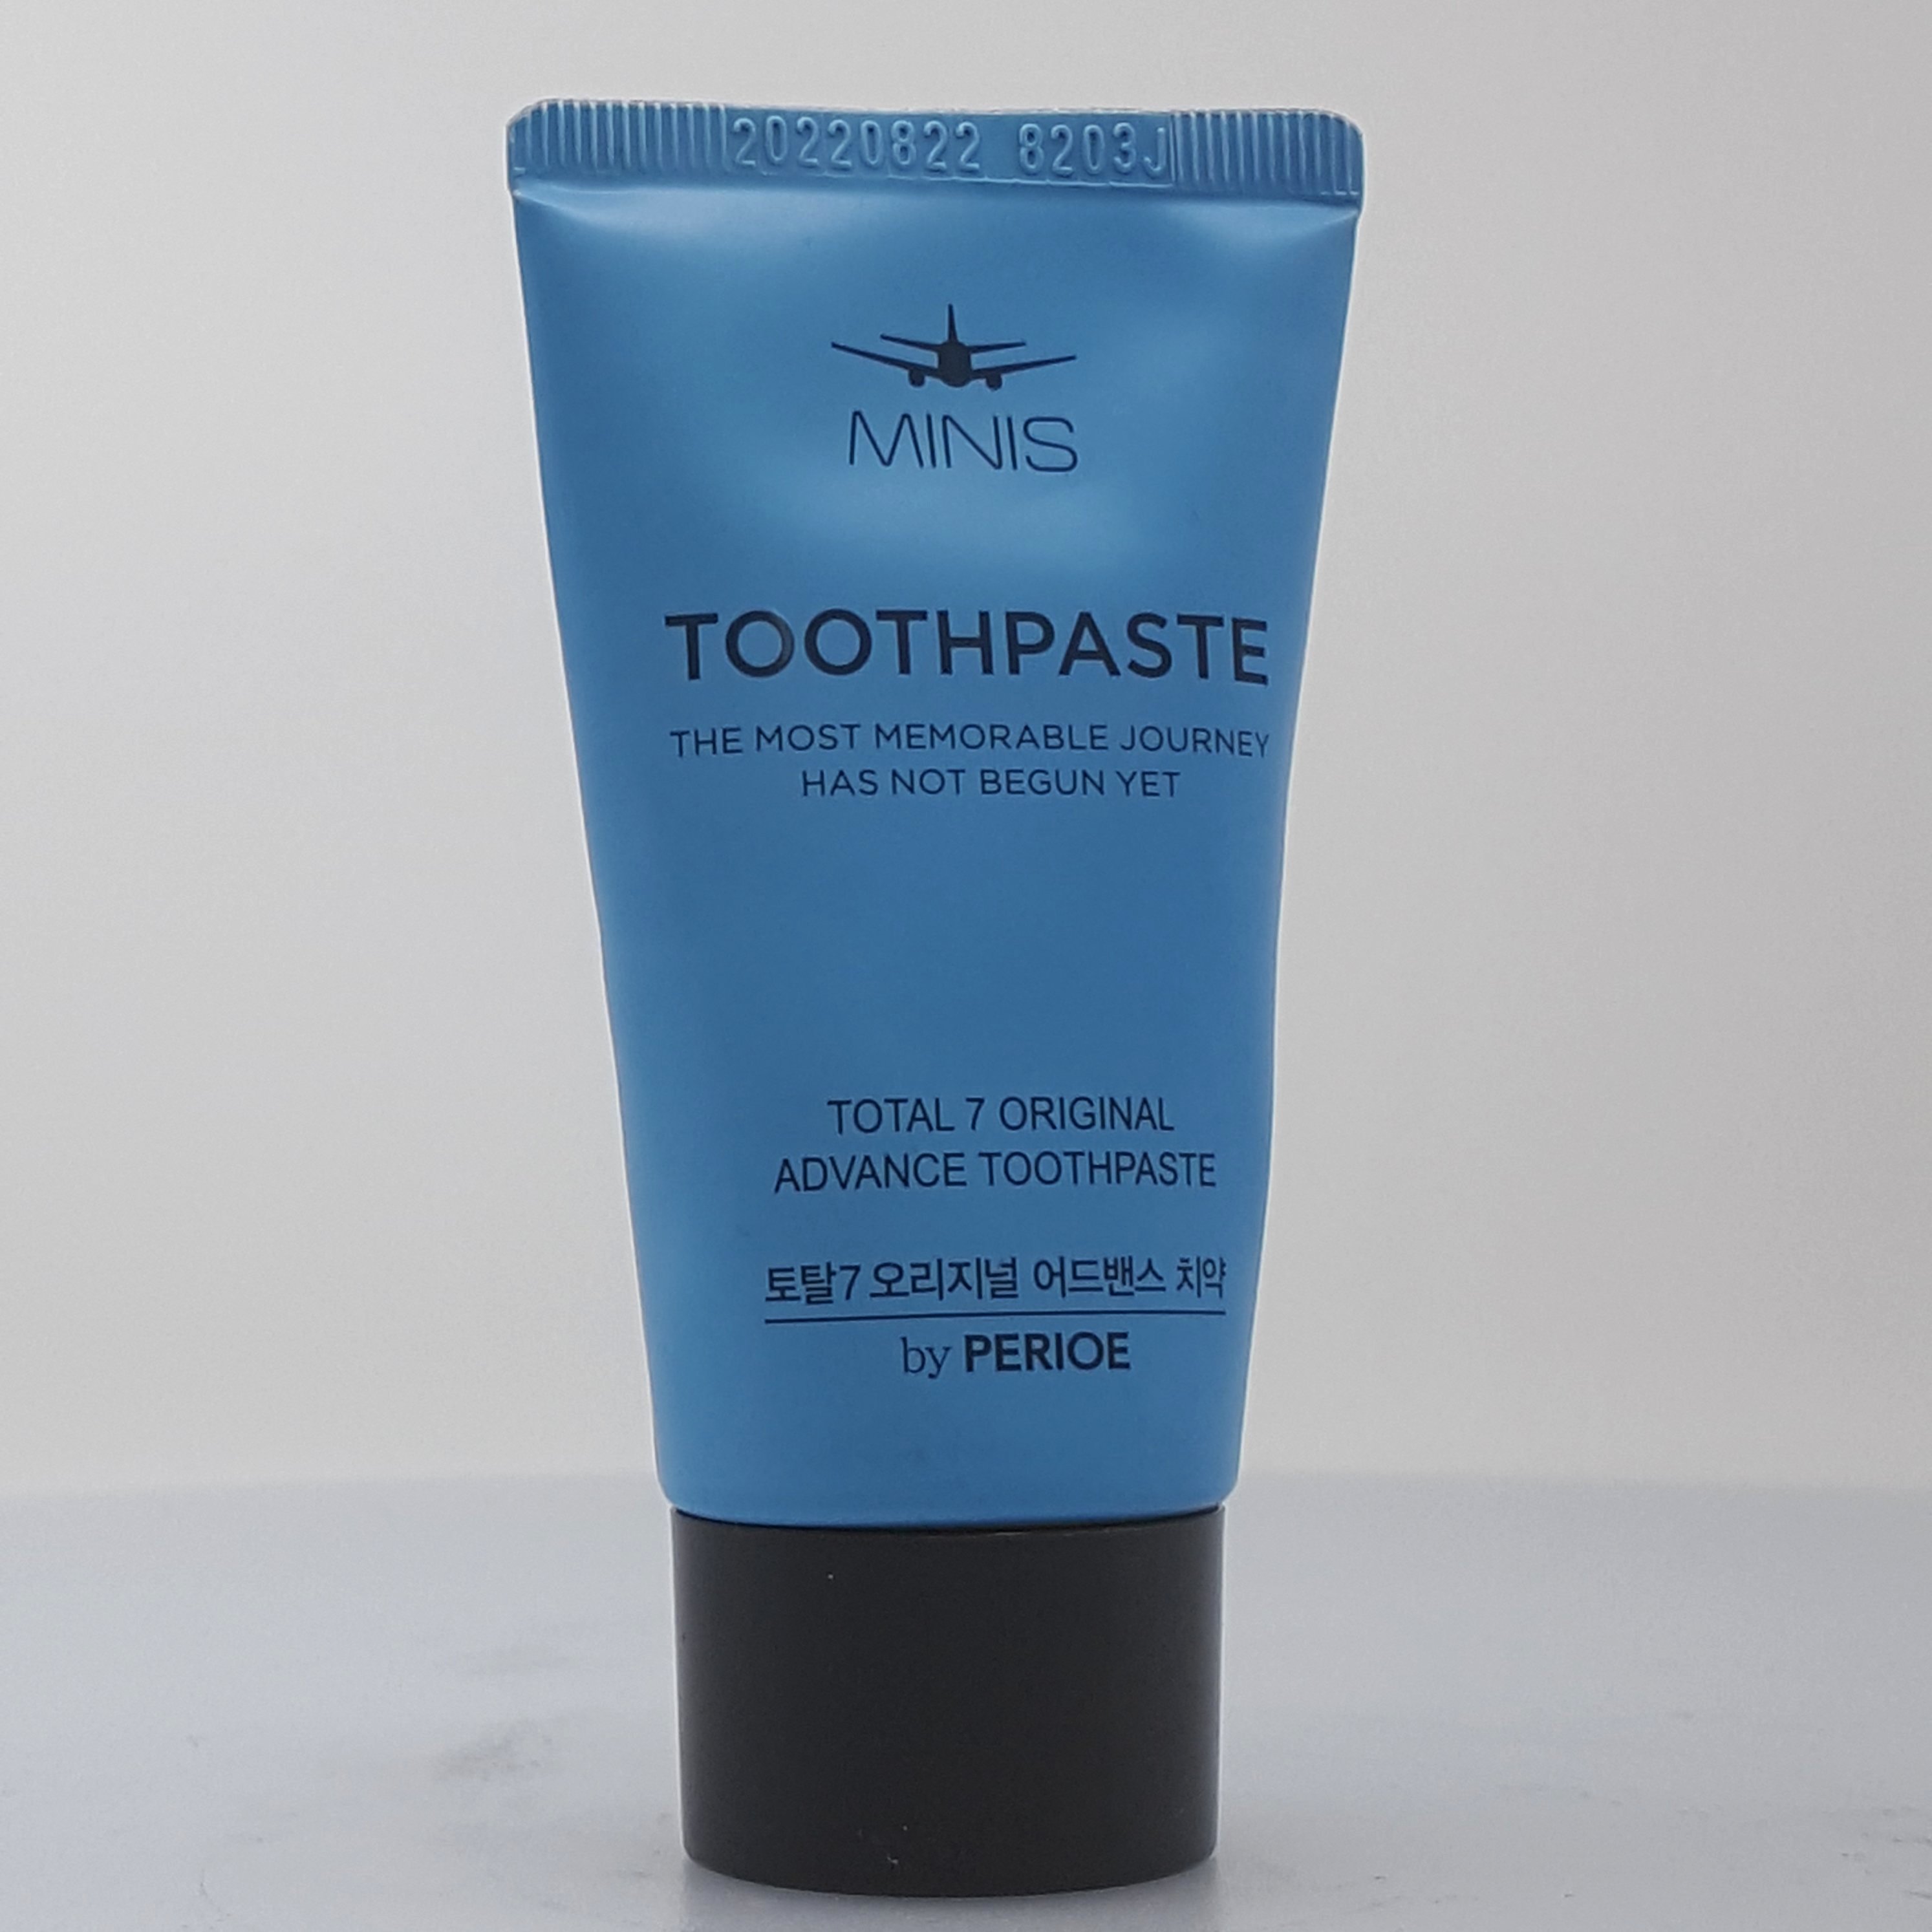 20220822 8203J
MINIS
TOOTHPASTE
THE MOST MEMORABLE JOURNEY
HAS NOT BEGUN YET
TOTAL 7 ORIGINAL
ADVANCE TOOTHPASTE
토탈7 오리지널 어드밴스 치약
by PERIOE